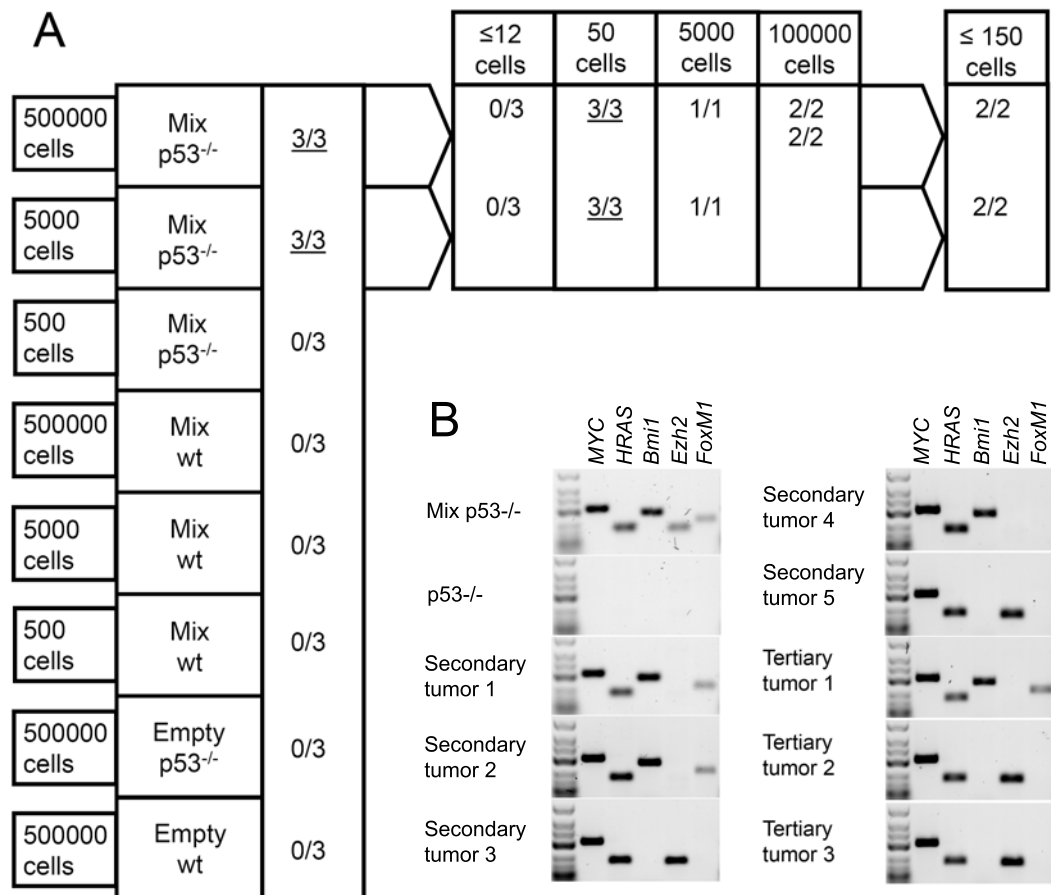 A
≤12 cells
50 cells
5000 cells
100000 cells
≤ 150 cells
500000 cells
Mix p53-/-
3/3
0/3
3/3
1/1
2/2
2/2
2/2
5000 cells
Mix p53-/-
3/3
0/3
3/3
1/1
2/2
500 cells
Mix p53-/-
0/3
500000 cells
Mix wt
0/3
5000 cells
Mix wt
0/3
500 cells
Mix wt
0/3
500000 cells
Empty p53-/-
0/3
500000 cells
Empty wt
0/3
B
MYC
HRAS
Bmi1
Ezh2
FoxM1
Mix p53-/-
p53-/-
Secondary tumor 1
Secondary tumor 2
Secondary tumor 3
MYC
HRAS
Bmi1
Ezh2
FoxM1
Secondary tumor 4
Secondary tumor 5
Tertiary tumor 1
Tertiary tumor 2
Tertiary tumor 3